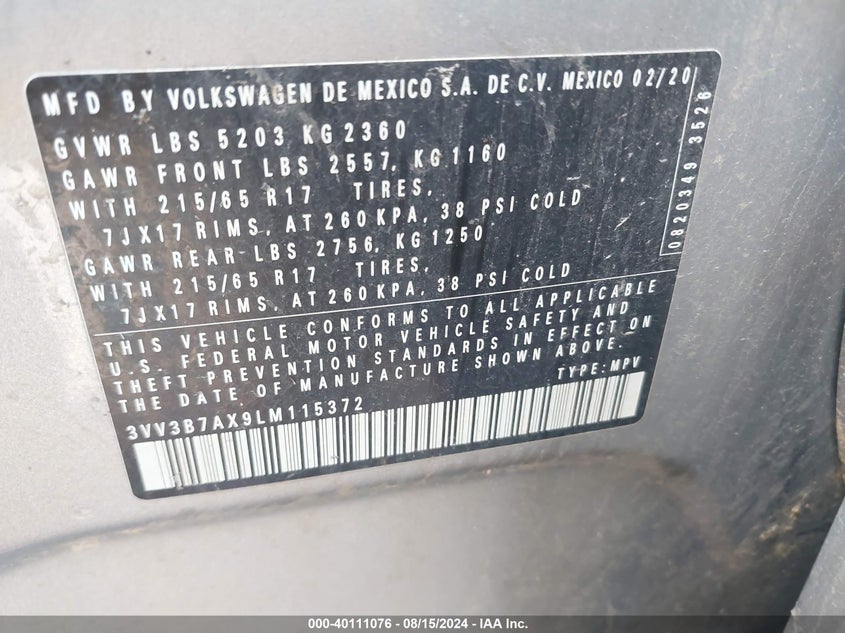 MFD BY VOLKSWAGEN DE MEXICO S.A. DE C.V. MEXICO 02/20
GVWR LBS 5203 KG 2360
GAWR FRONT LBS 2557, KG 1160
WITH 215/65 R17 TIRES,
7JX17 RIMS, AT 260 KPA, 38 PSI COLD
GAWR REAR-LBS 2756, KG 1250
WITH 215/65 R17 TIRES,
7JX17 RIMS, AT 260 KPA, 38 PSI COLD
0820349 3526
THIS VEHICLE CONFORMS TO ALL APPLICABLE
U.S. FEDERAL MOTOR VEHICLE SAFETY AND
THEFT PREVENTION STANDARDS IN EFFECT ON
THE DATE OF MANUFACTURE SHOWN ABOVE.
TYPE: MPV
3VV3B7AX9LM115372
000-40111076 - 08/15/2024 - IAA Inc.